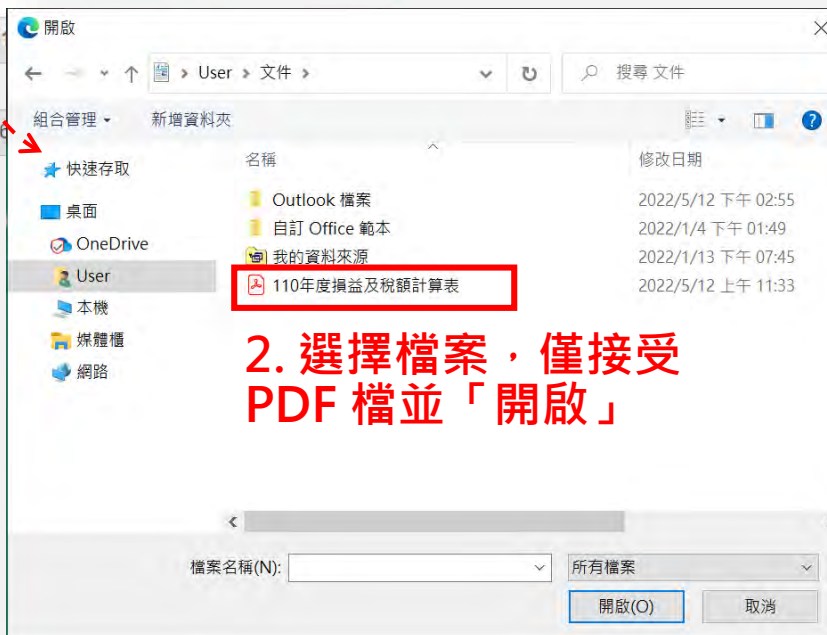 開啟
User › 文件 ›
搜尋 文件
組合管理
新增資料夾
名稱
修改日期
快速存取
桌面
OneDrive
User
本機
媒體櫃
網路
Outlook 檔案
2022/5/12 下午 02:55
自訂 Office 範本
2022/1/4 下午 01:49
我的資料來源
2022/1/13 下午 07:45
110年度損益及稅額計算表
2022/5/12 上午 11:33
2. 選擇檔案，僅接受
PDF 檔並「開啟」
檔案名稱(N):
所有檔案
開啟(O)
取消